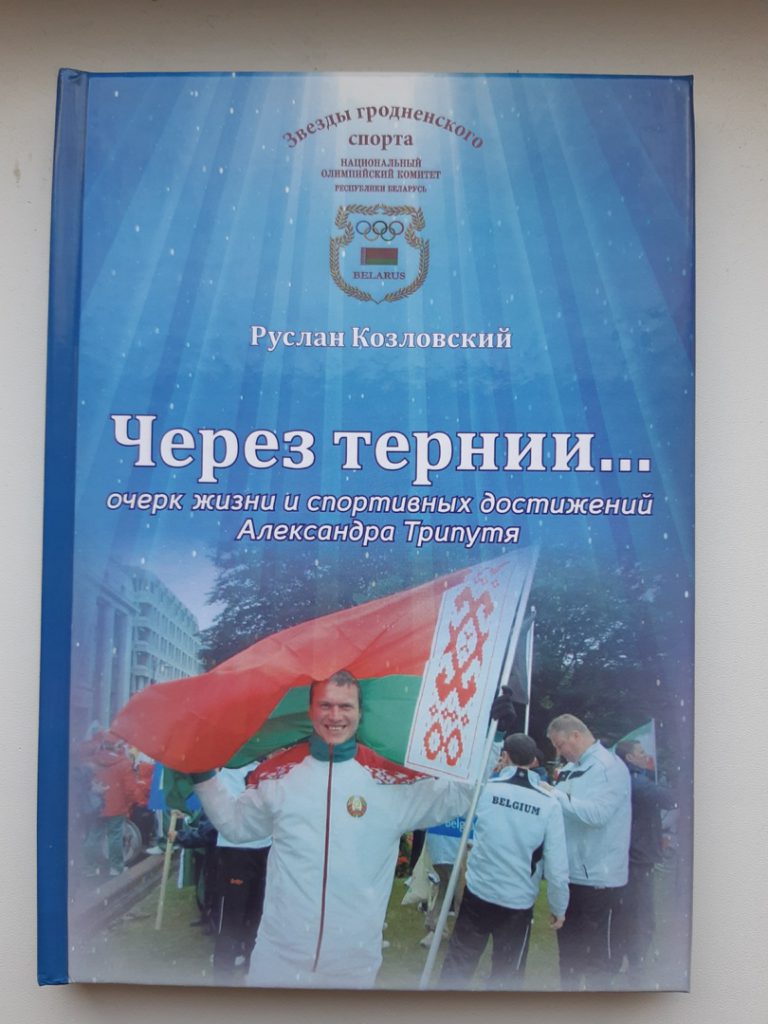 Звезды гродненского
спорта
НАЦИОНАЛЬНЫЙ
ОЛИМПИЙСКИЙ КОМИТЕТ
РЕСПУБЛИКИ БЕЛАРУСЬ
BELARUS
Руслан Козловский
Через тернии...
очерк жизни и спортивных достижений
Александра Трипутя
BELGIUM
Belgi